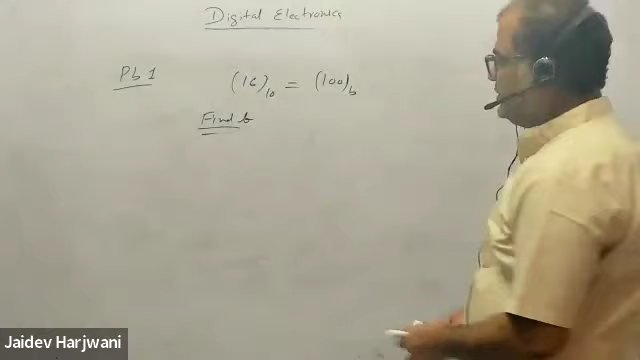 Digital Electronics
Pb 1 (16)10 = (100)b
Find b
Jaidev Harjwani